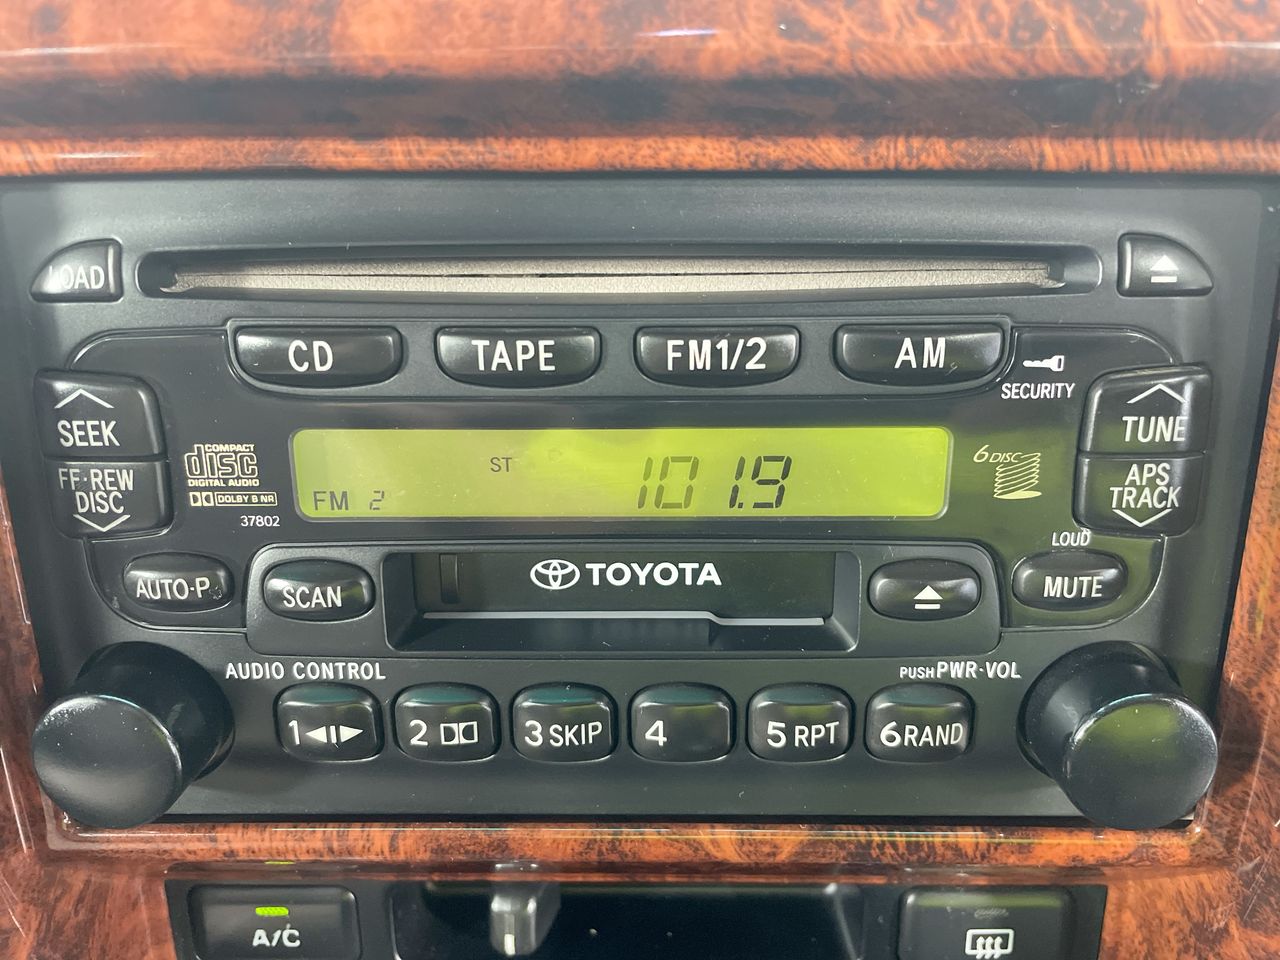 LOAD
CD
TAPE
FM1/2
AM
SECURITY
SEEK
FF·REW
DISC
COMPACT
disc
DIGITAL AUDIO
DOLBY B NR
37802
ST
FM 2
101.9
6 DISC
TUNE
APS
TRACK
LOUD
AUTO-P
SCAN
TOYOTA
MUTE
AUDIO CONTROL
PUSH PWR-VOL
1
2
3 SKIP
4
5 RPT
6 RAND
A/C